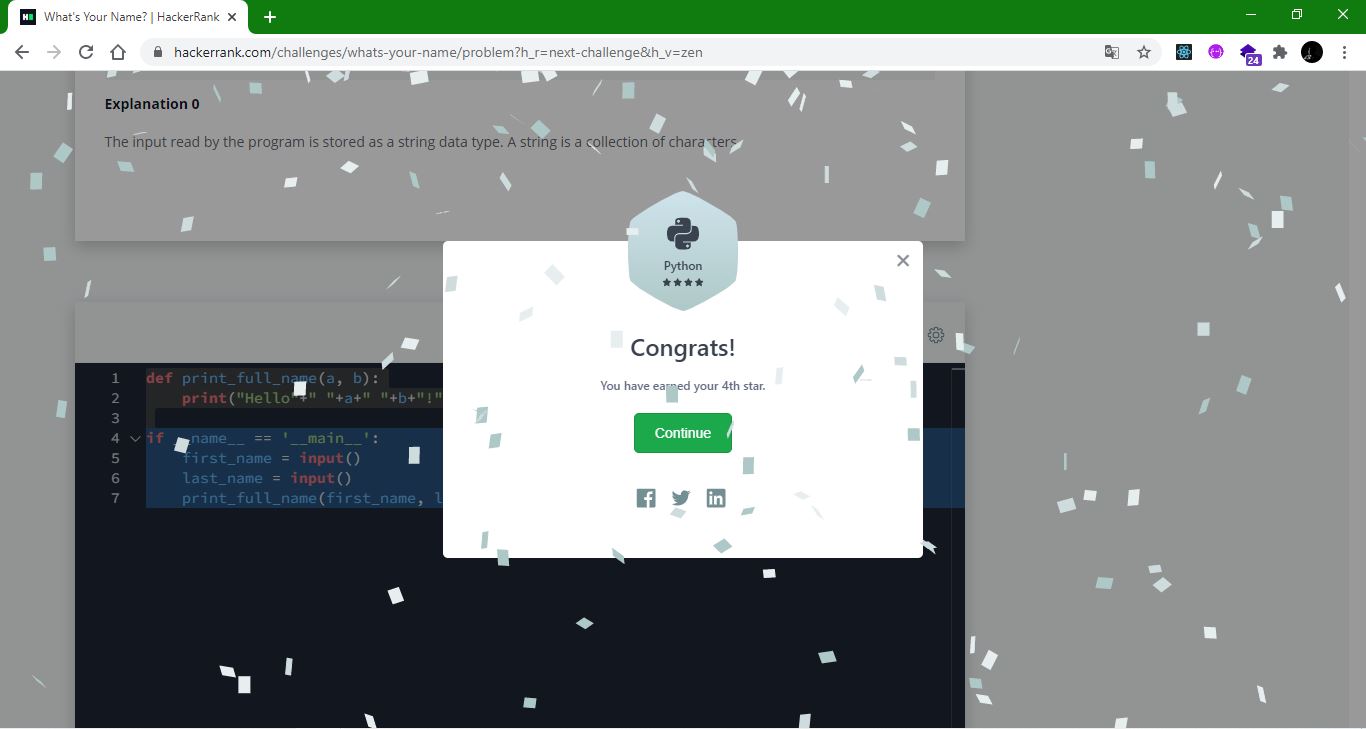 What's Your Name? | HackerRank
hackerrank.com/challenges/whats-your-name/problem?h_r=next-challenge&h_v=zen
24
Explanation 0
The input read by the program is stored as a string data type. A string is a collection of characters
Python
Congrats!
You have earned your 4th star.
Continue
1 def print_full_name(a, b):
2 print("Hello"+" "+a+" "+b+"!"
3
4 if __name__ == '__main__':
5 first_name = input()
6 last_name = input()
7 print_full_name(first_name, l